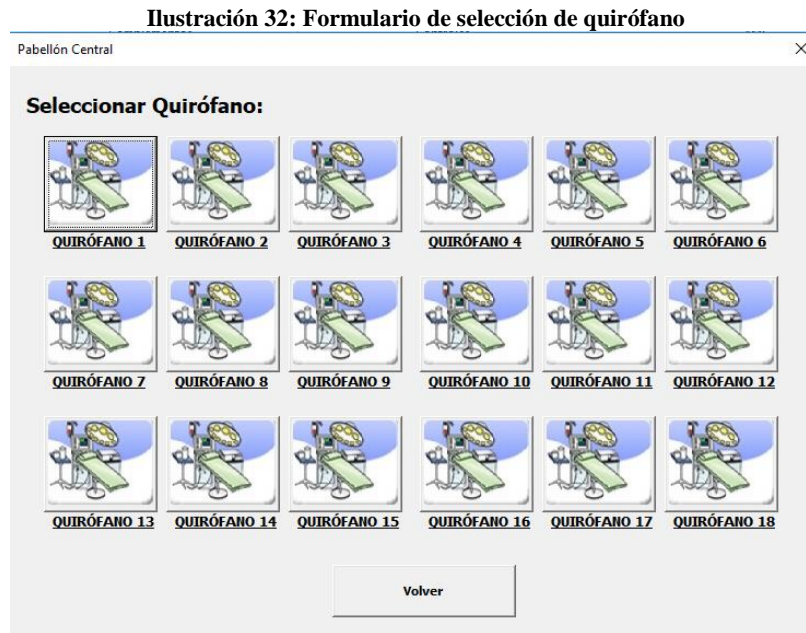 Ilustración 32: Formulario de selección de quirófano
Pabellón Central
Seleccionar Quirófano:
QUIRÓFANO 1 QUIRÓFANO 2 QUIRÓFANO 3 QUIRÓFANO 4 QUIRÓFANO 5 QUIRÓFANO 6
QUIRÓFANO 7 QUIRÓFANO 8 QUIRÓFANO 9 QUIRÓFANO 10 QUIRÓFANO 11 QUIRÓFANO 12
QUIRÓFANO 13 QUIRÓFANO 14 QUIRÓFANO 15 QUIRÓFANO 16 QUIRÓFANO 17 QUIRÓFANO 18
Volver